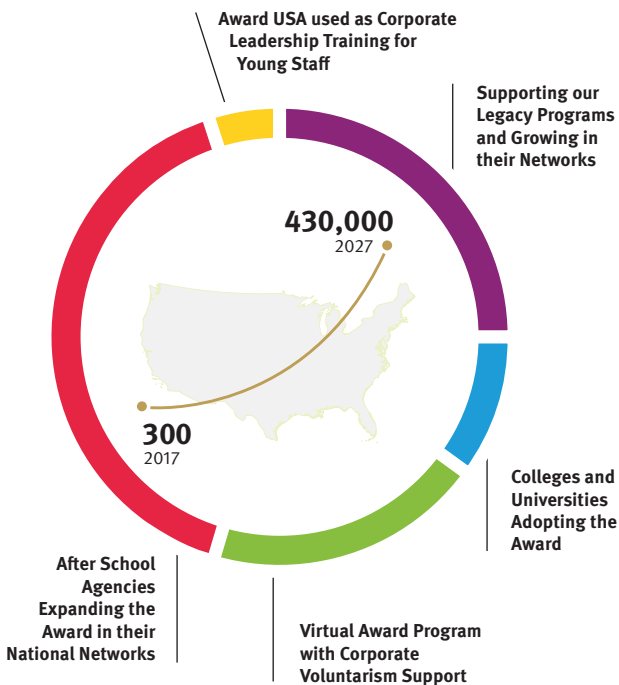 Award USA used as Corporate
Leadership Training for
Young Staff
Supporting our
Legacy Programs
and Growing in
their Networks
430,000
2027
300
2017
Colleges and
Universities
Adopting the
Award
After School
Agencies
Expanding the
Award in their
National Networks
Virtual Award Program
with Corporate
Voluntarism Support